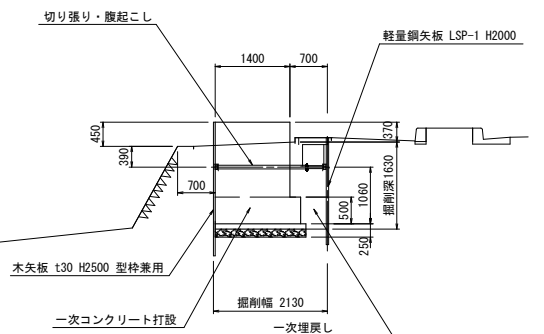 切り張り・腹起こし
軽量鋼矢板 LSP-1 H2000
1400
700
450
390
370
700
掘削深1630
1060
500
250
木矢板 t30 H2500 型枠兼用
掘削幅 2130
一次コンクリート打設
一次埋戻し